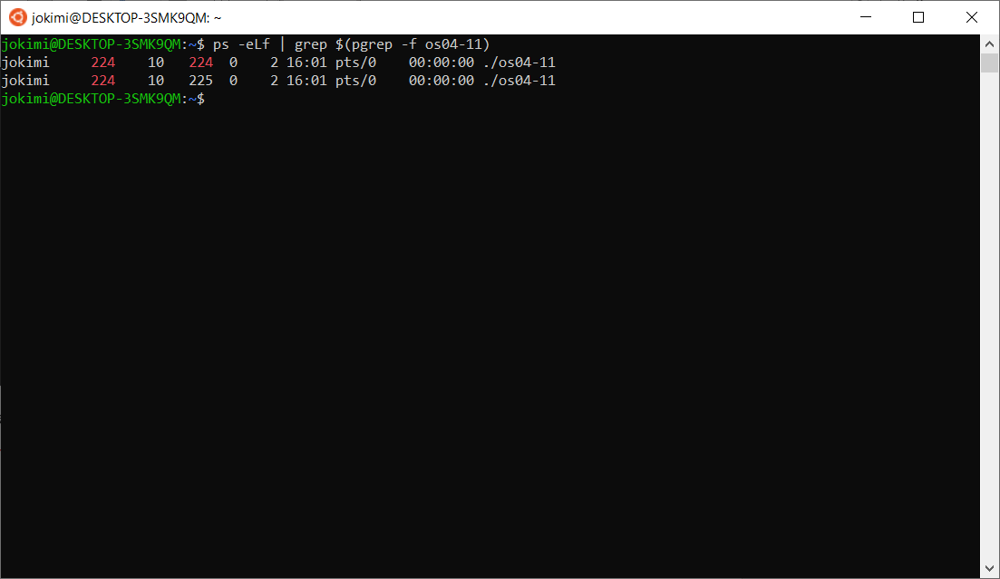 jokimi@DESKTOP-3SMK9QM: ~
jokimi@DESKTOP-3SMK9QM:~$ ps -eLf | grep $(pgrep -f os04-11)
jokimi     224    10   224  0    2 16:01 pts/0    00:00:00 ./os04-11
jokimi     224    10   225  0    2 16:01 pts/0    00:00:00 ./os04-11
jokimi@DESKTOP-3SMK9QM:~$